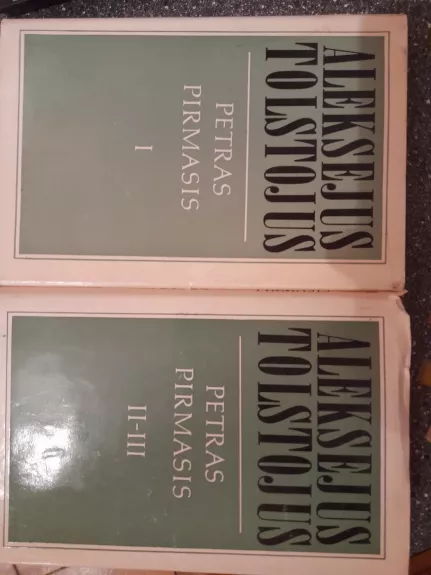 ALEKSEJUS
TOLSTOJUS
PETRAS
PIRMASIS
I
ALEKSEJUS
TOLSTOJUS
PETRAS
PIRMASIS
II-III